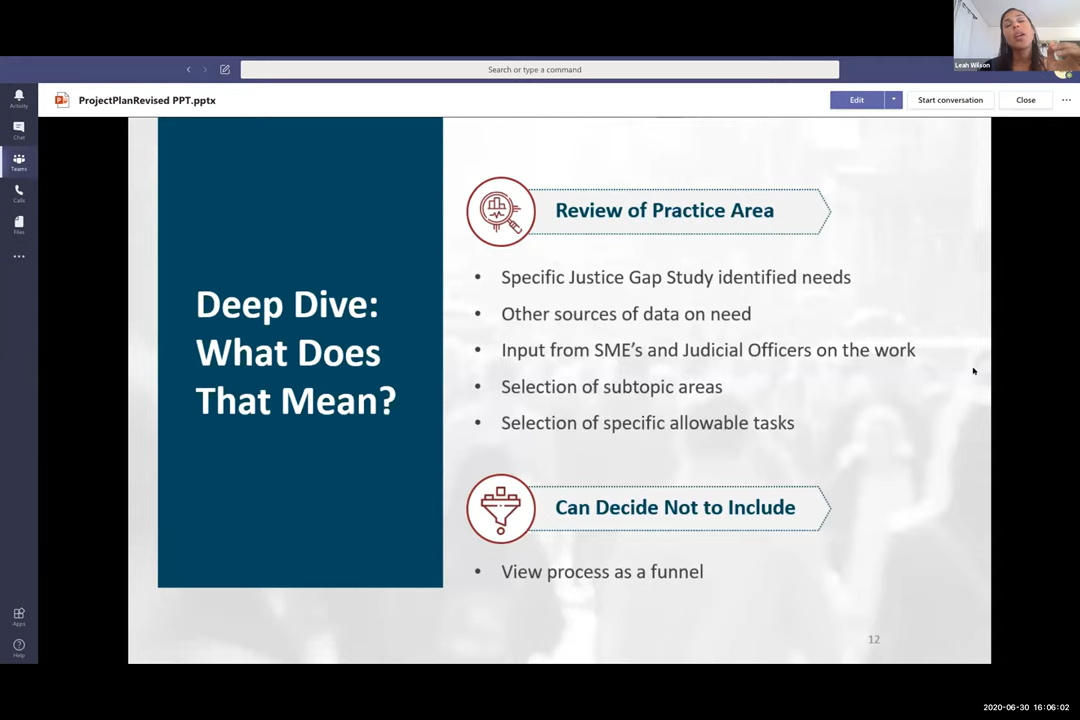 Leah Wilson
Search or type a command
Activity
ProjectPlanRevised PPT.pptx
Edit
Start conversation
Close
Chat
Teams
Calls
Files
Deep Dive:
What Does
That Mean?
Review of Practice Area
• Specific Justice Gap Study identified needs
• Other sources of data on need
• Input from SME's and Judicial Officers on the work
• Selection of subtopic areas
• Selection of specific allowable tasks
Can Decide Not to Include
• View process as a funnel
12
Apps
Help
2020-06-30 16:06:02